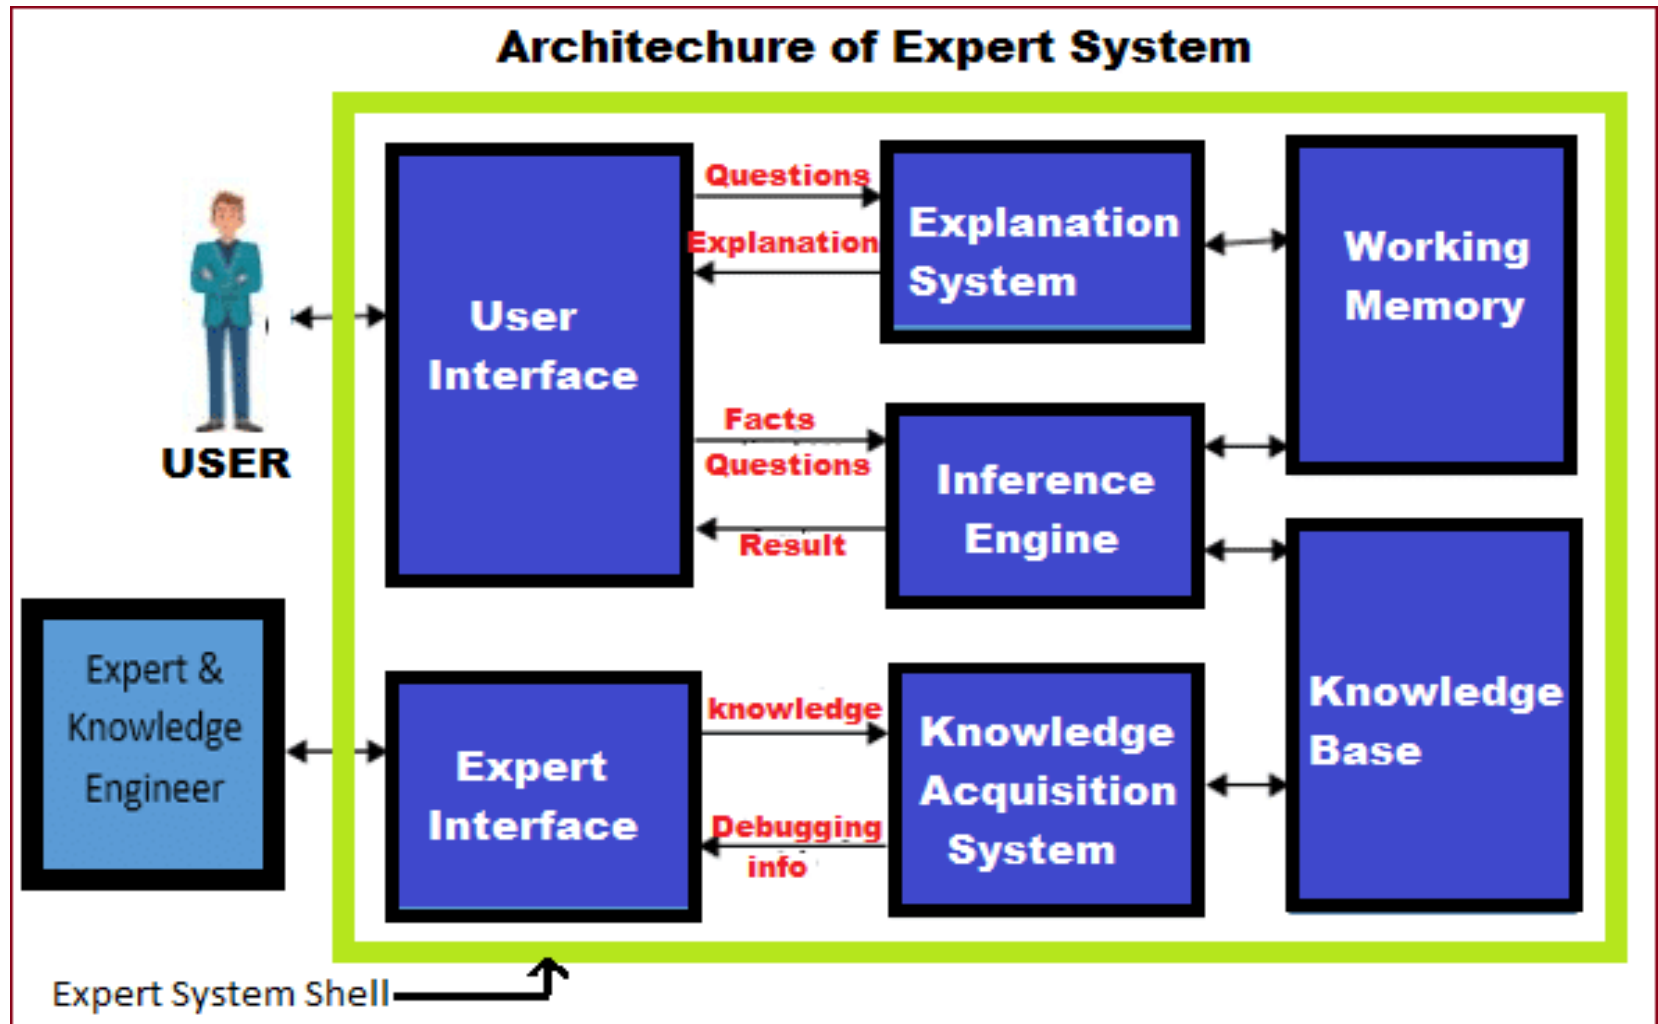 Architechure of Expert System
Questions
Explanation
User
Interface
Explanation
System
Working
Memory
USER
Facts
Questions
Result
Inference
Engine
Expert &
Knowledge
Engineer
Expert
Interface
knowledge
Debugging
info
Knowledge
Acquisition
System
Knowledge
Base
Expert System Shell